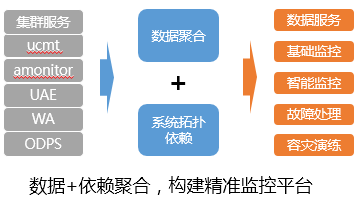 集群服务
ucmt
amonitor
UAE
WA
ODPS
数据聚合
+
系统拓扑
依赖
数据服务
基础监控
智能监控
故障处理
容灾演练
数据+依赖聚合，构建精准监控平台